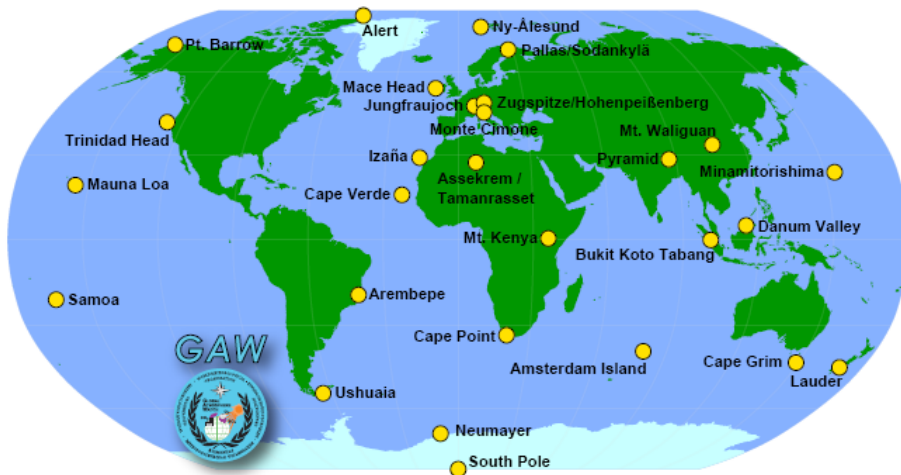 Alert
Ny-Ålesund
Pt. Barrow
Pallas/Sodankylä
Mace Head
Jungfraujoch
Zugspitze/Hohenpeißenberg
Trinidad Head
Monte Cimone
Mt. Waliguan
Izaña
Pyramid
Mauna Loa
Assekrem /
Tamanrasset
Minamitorishima
Cape Verde
Danum Valley
Mt. Kenya
Bukit Koto Tabang
Samoa
Arembepe
Cape Point
GAW
Amsterdam Island
Cape Grim
Lauder
Ushuaia
Neumayer
South Pole